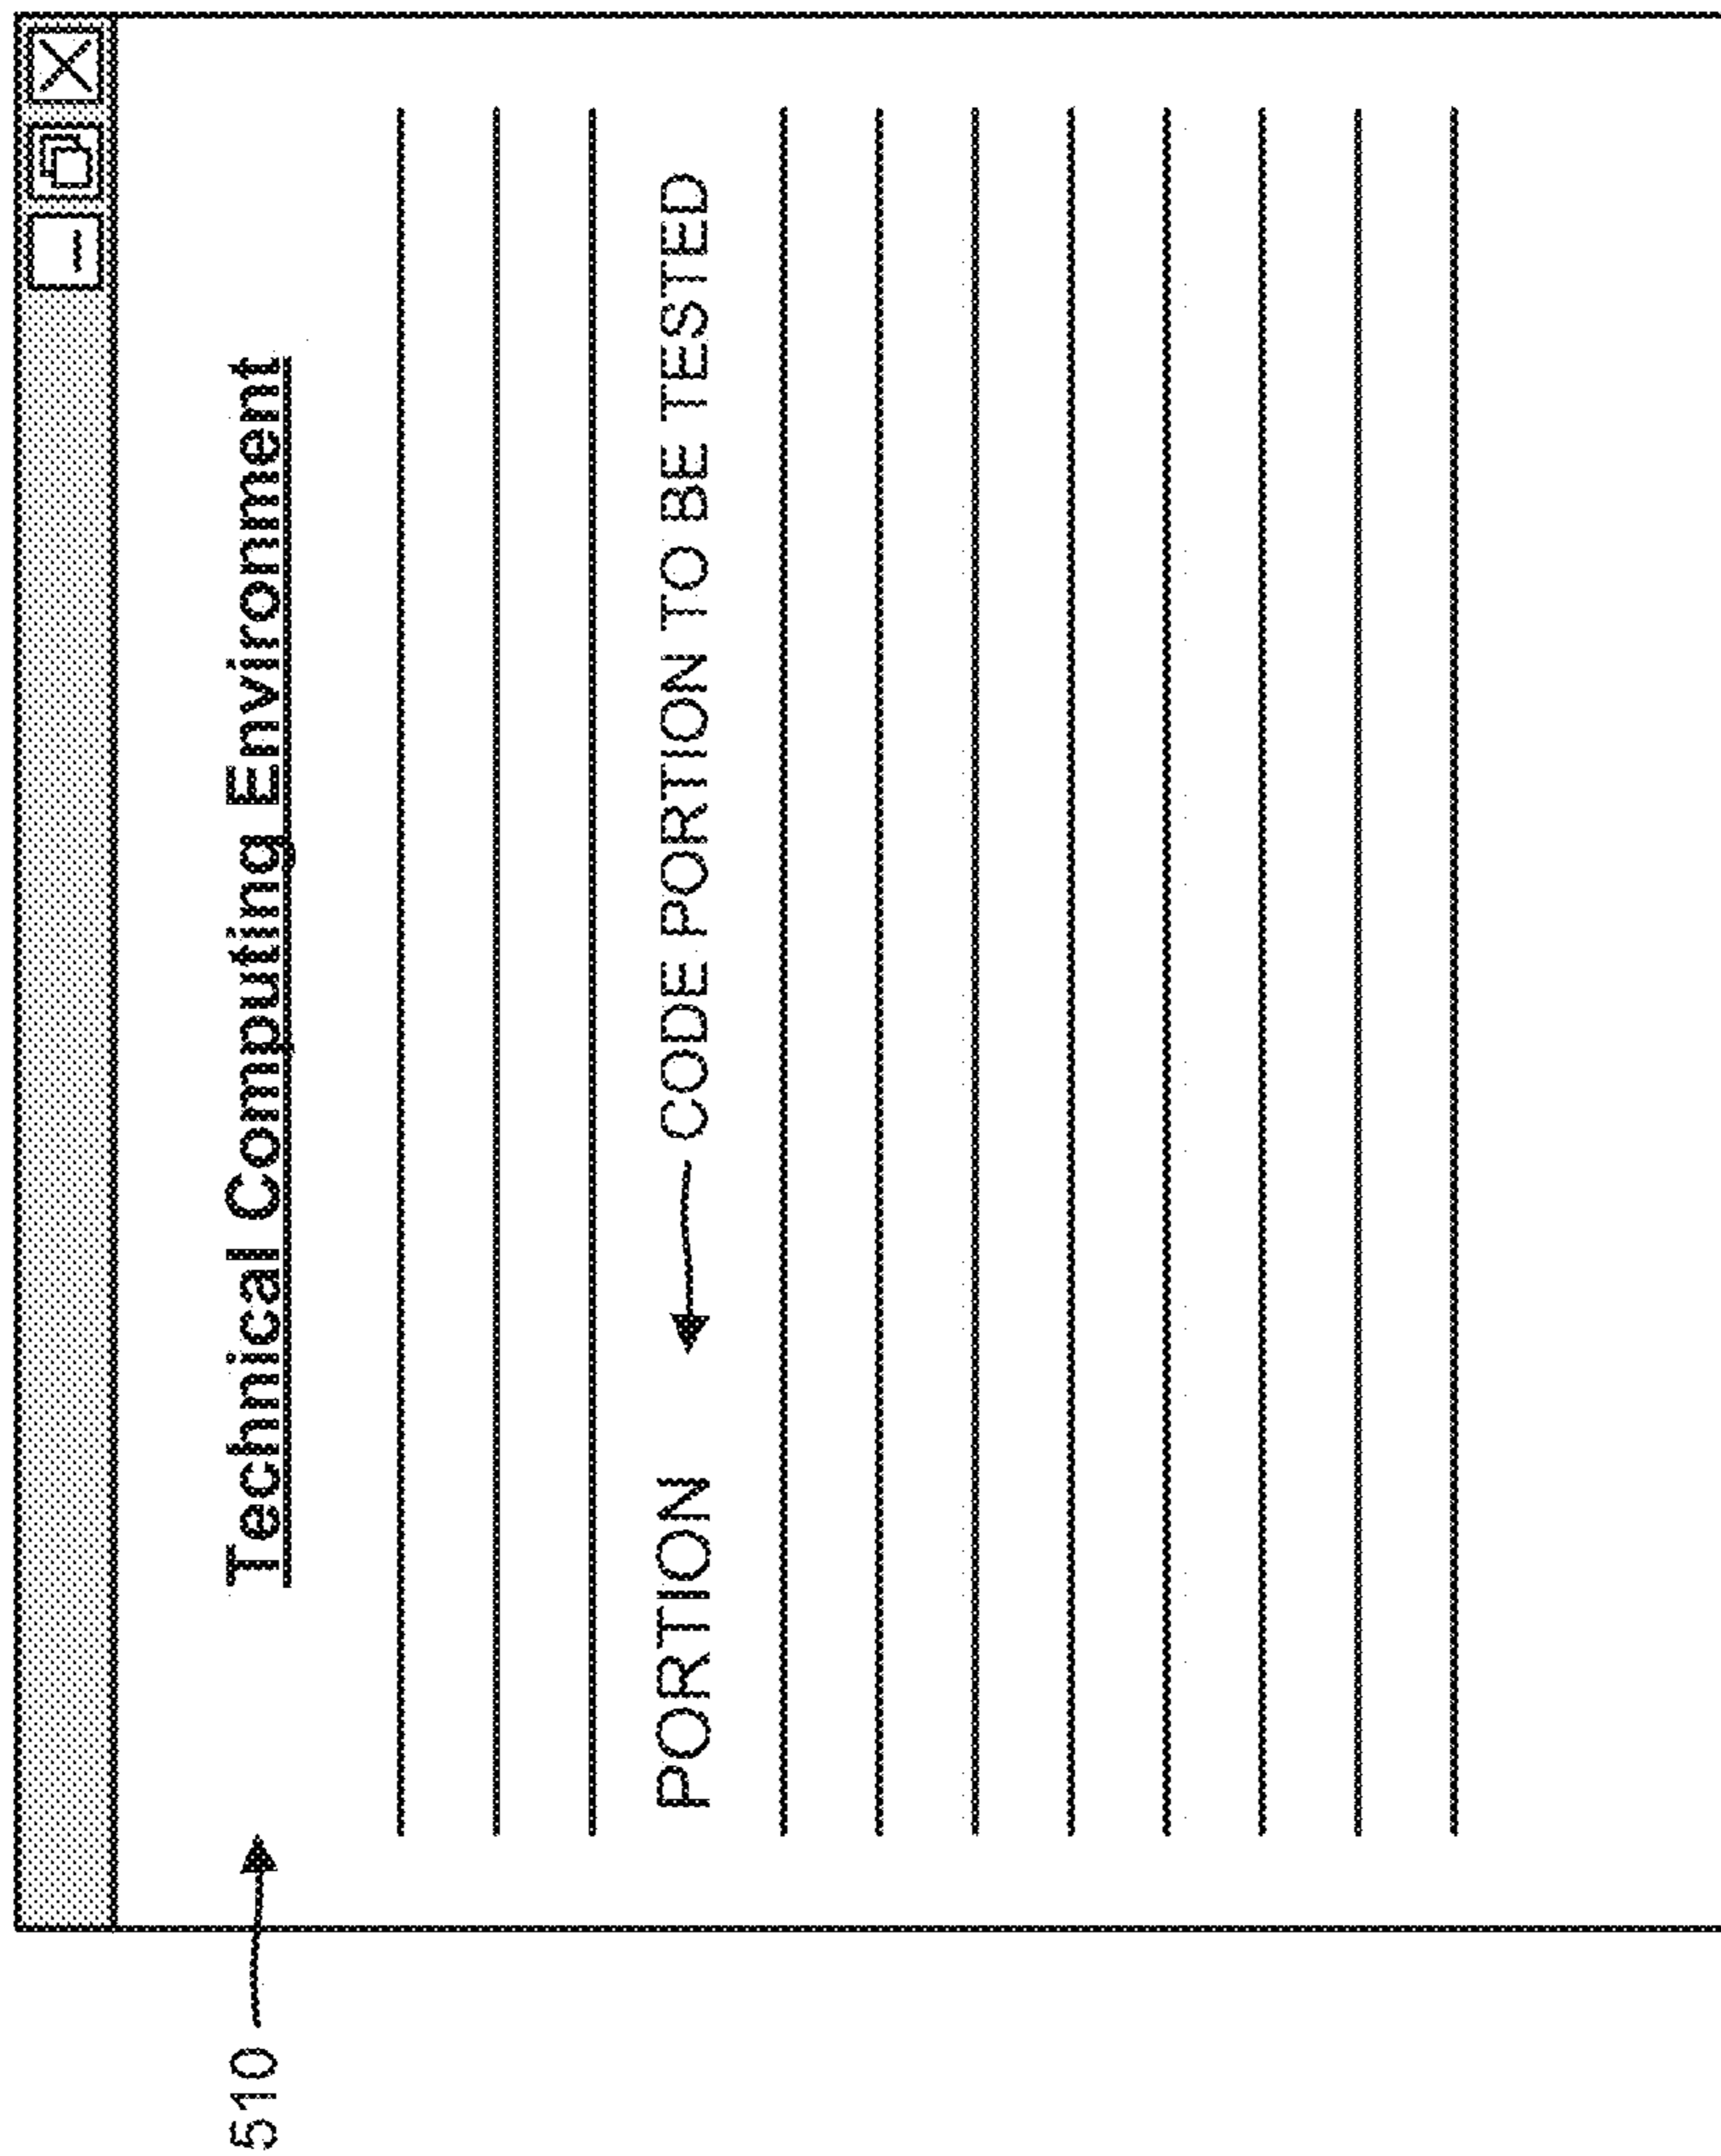 510
Technical Computing Environment
PORTION
CODE PORTION TO BE TESTED